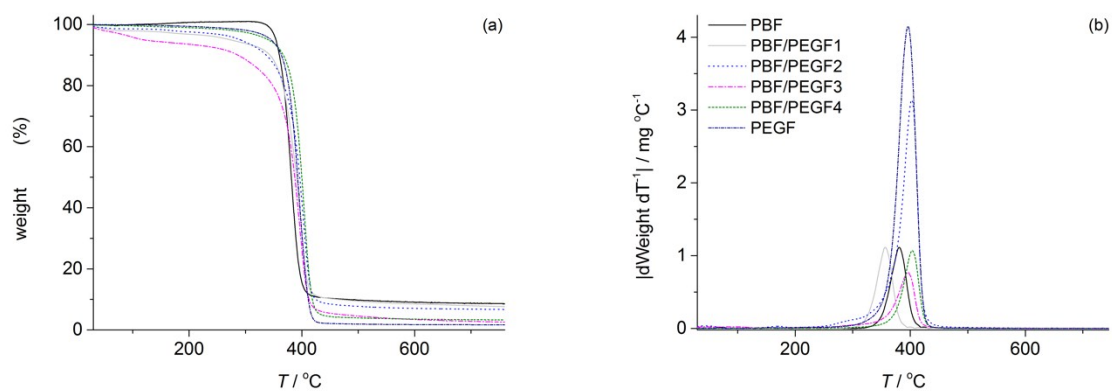 (a)
100
80
60
40
20
0
weight (%)
200 400 600
T / °C
(b)
PBF
PBF/PEGF1
PBF/PEGF2
PBF/PEGF3
PBF/PEGF4
PEGF
4
3
2
1
0
|dWeight dT⁻¹| / mg °C⁻¹
200 400 600
T / °C